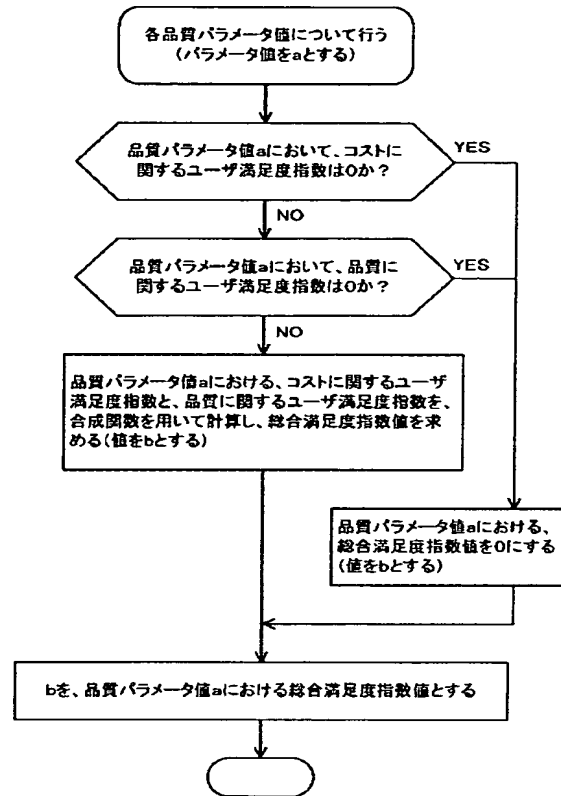 各品質パラメータ値について行う
(パラメータ値をaとする)
品質パラメータ値aにおいて、コストに
関するユーザ満足度指数は0か？
YES
NO
品質パラメータ値aにおいて、品質に
関するユーザ満足度指数は0か？
YES
NO
品質パラメータ値aにおける、コストに関するユーザ
満足度指数と、品質に関するユーザ満足度指数を、
合成関数を用いて計算し、総合満足度指数値を求
める(値をbとする)
品質パラメータ値aにおける、
総合満足度指数値を0にする
(値をbとする)
bを、品質パラメータ値aにおける総合満足度指数値とする